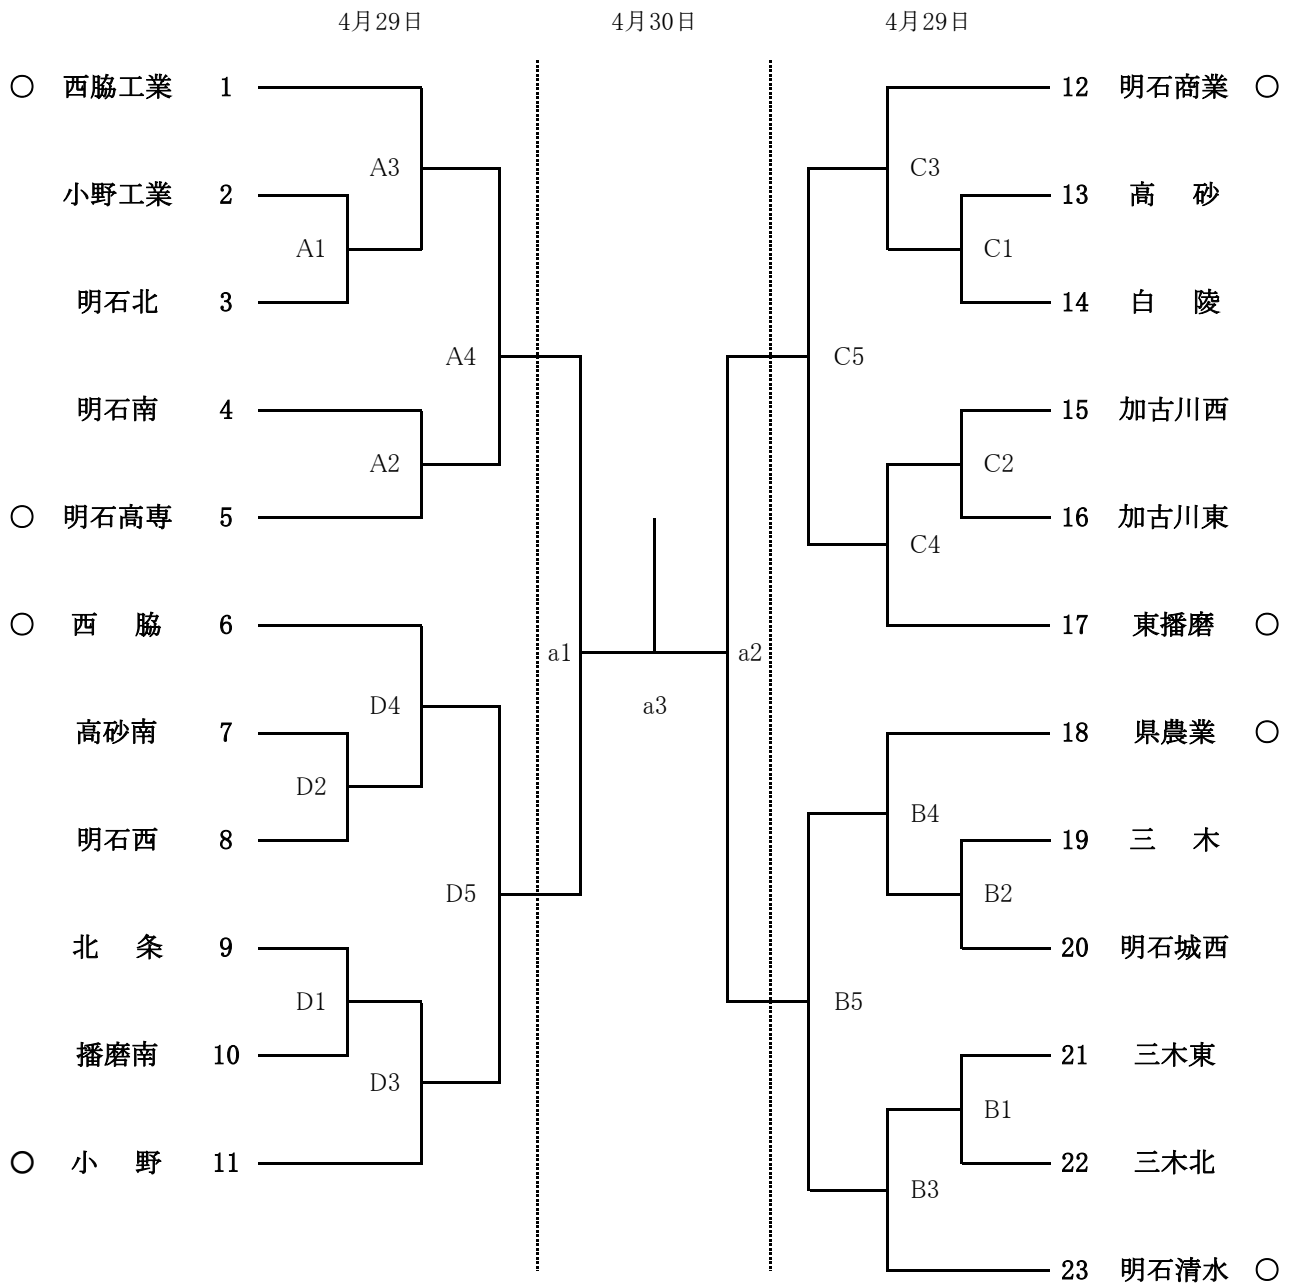 4月29日 4月30日 4月29日
○ 西脇工業 1 12 明石商業 ○
A3 C3
小野工業 2 13 高 砂
A1 C1
明石北 3 14 白 陵
A4 C5
明石南 4 15 加古川西
A2 C2
○ 明石高専 5 16 加古川東
C4
○ 西 脇 6 17 東播磨 ○
a1 a2
D4 a3
高砂南 7 18 県農業 ○
D2 B4
明石西 8 19 三 木
D5 B2
北 条 9 20 明石城西
D1 B5
播磨南 10 21 三木東
D3 B1
○ 小 野 11 22 三木北
B3
23 明石清水 ○